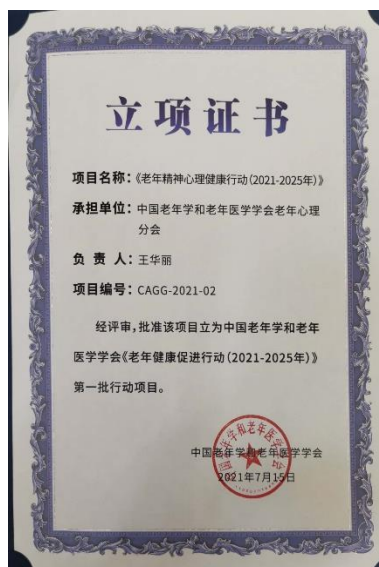 立项证书
项目名称：《老年精神心理健康行动(2021-2025年)》
承担单位：中国老年学和老年医学学会老年心理
分会
负责人：王华丽
项目编号：CAGG-2021-02
经评审，批准该项目立为中国老年学和老年
医学学会《老年健康促进行动(2021-2025年)》
第一批行动项目。
中国老年学和老年医学学会
2021年7月15日